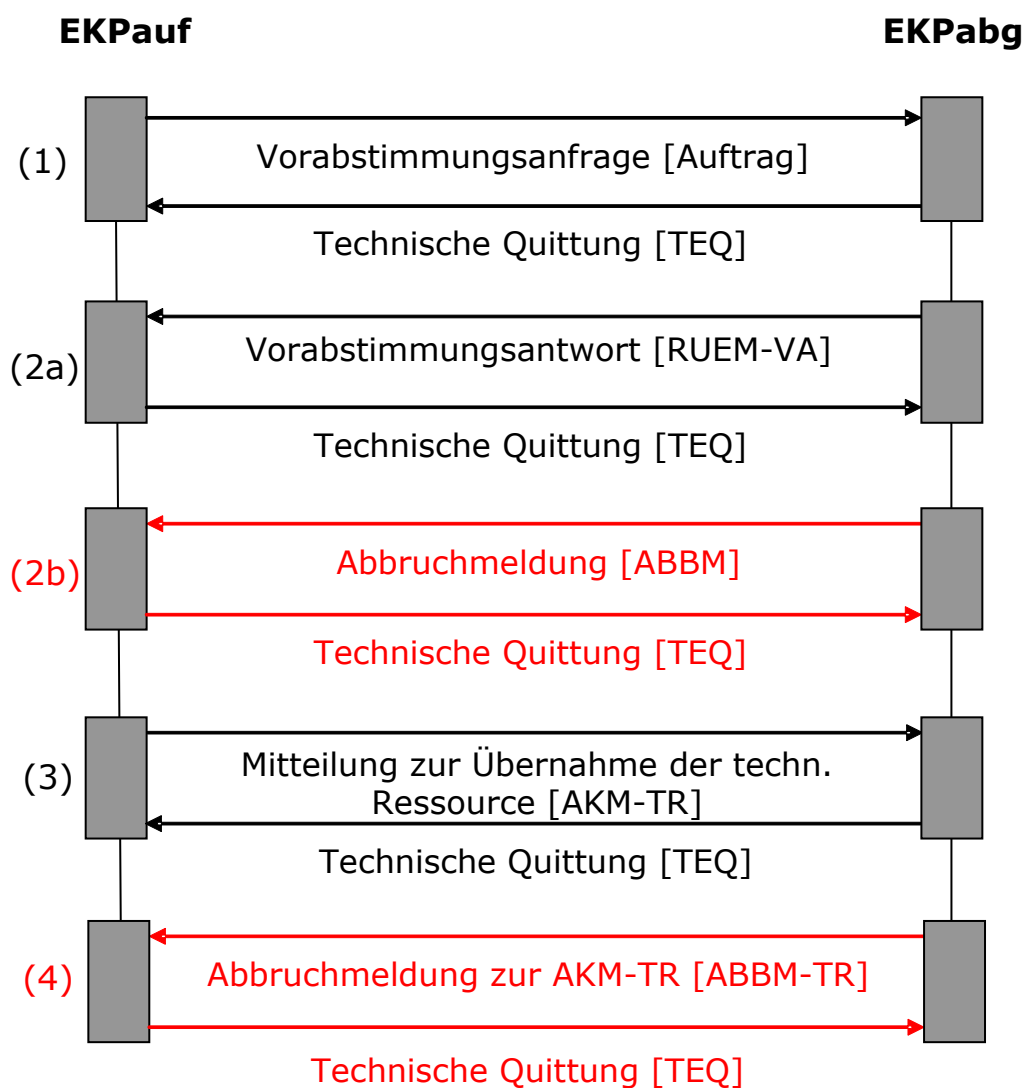 EKPauf
EKPabg
(1)
Vorabstimmungsanfrage [Auftrag]
Technische Quittung [TEQ]
(2a)
Vorabstimmungsantwort [RUEM-VA]
Technische Quittung [TEQ]
(2b)
Abbruchmeldung [ABBM]
Technische Quittung [TEQ]
(3)
Mitteilung zur Übernahme der techn.
Ressource [AKM-TR]
Technische Quittung [TEQ]
(4)
Abbruchmeldung zur AKM-TR [ABBM-TR]
Technische Quittung [TEQ]